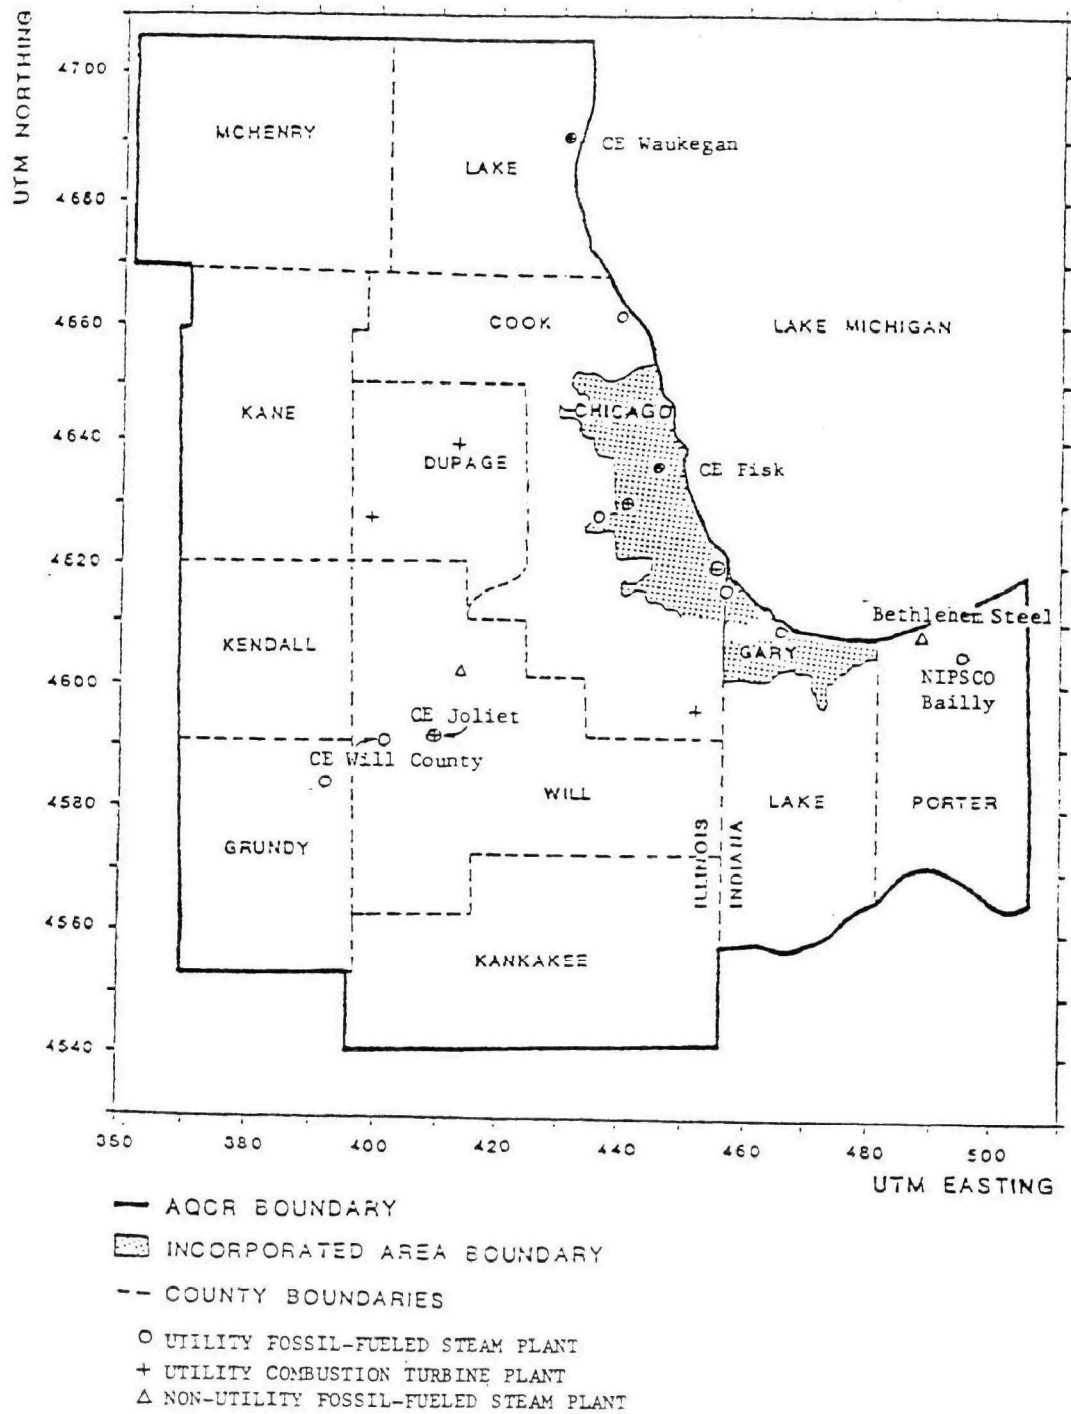 UTM NORTHING
4700
4680
4660
4640
4620
4600
4580
4560
4540
MCHENRY
LAKE
CE Waukegan
COOK
LAKE MICHIGAN
KANE
CHICAGO
DUPAGE
CE Fisk
KENDALL
GARY
Bethlehem Steel
NIPSCO
Bailly
CE Joliet
CE Will County
WILL
LAKE
PORTER
GRUNDY
ILLINOIS
INDIANA
KANKAKEE
350 380 400 420 440 460 480 500
UTM EASTING
AQCR BOUNDARY
INCORPORATED AREA BOUNDARY
COUNTY BOUNDARIES
UTILITY FOSSIL-FUELED STEAM PLANT
UTILITY COMBUSTION TURBINE PLANT
NON-UTILITY FOSSIL-FUELED STEAM PLANT